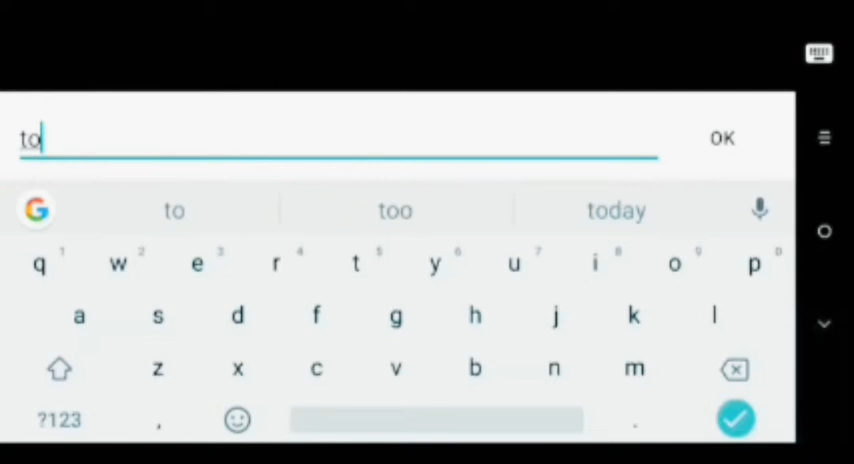 to
OK
to too today
q 1 w 2 e 3 r 4 t 5 y 6 u 7 i 8 o 9 p 0
a s d f g h j k l
z x c v b n m
?123 , .